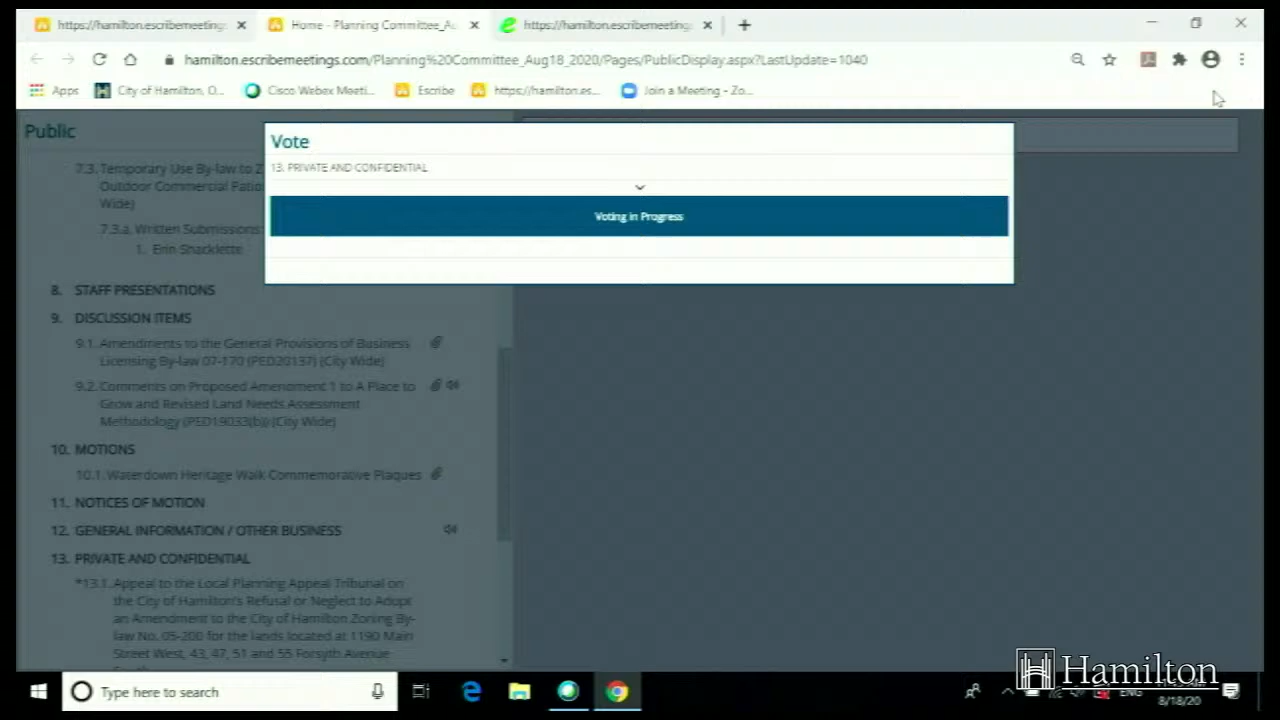 https://hamilton.escribemeetings.
Home - Planning Committee_Au
https://hamilton.escribemeetings.
hamilton.escribemeetings.com/Planning%20Committee_Aug18_2020/Pages/PublicDisplay.aspx?LastUpdate=1040
Apps
City of Hamilton, O...
Cisco Webex Meeti...
Escribe
https://hamilton.es...
Join a Meeting - Zo...
Public
Vote
13. PRIVATE AND CONFIDENTIAL
Voting in Progress
7.3. Temporary Use By-law to
Outdoor Commercial Patio
Wide)
7.3.a. Written Submissions:
1. Erin Shacklette
8. STAFF PRESENTATIONS
9. DISCUSSION ITEMS
9.1. Amendments to the General Provisions of Business
Licensing By-law 07-170 (PED20137) (City Wide)
9.2. Comments on Proposed Amendment 1 to A Place to
Grow and Revised Land Needs Assessment
Methodology (PED19033(b)) (City Wide)
10. MOTIONS
10.1. Waterdown Heritage Walk Commemorative Plaques
11. NOTICES OF MOTION
12. GENERAL INFORMATION / OTHER BUSINESS
13. PRIVATE AND CONFIDENTIAL
*13.1. Appeal to the Local Planning Appeal Tribunal on
the City of Hamilton's Refusal or Neglect to Adopt
an Amendment to the City of Hamilton Zoning By-
law No. 05-200 for the lands located at 1190 Main
Street West, 43, 47, 51 and 55 Forsyth Avenue
Type here to search
Hamilton
ENG
8/18/20